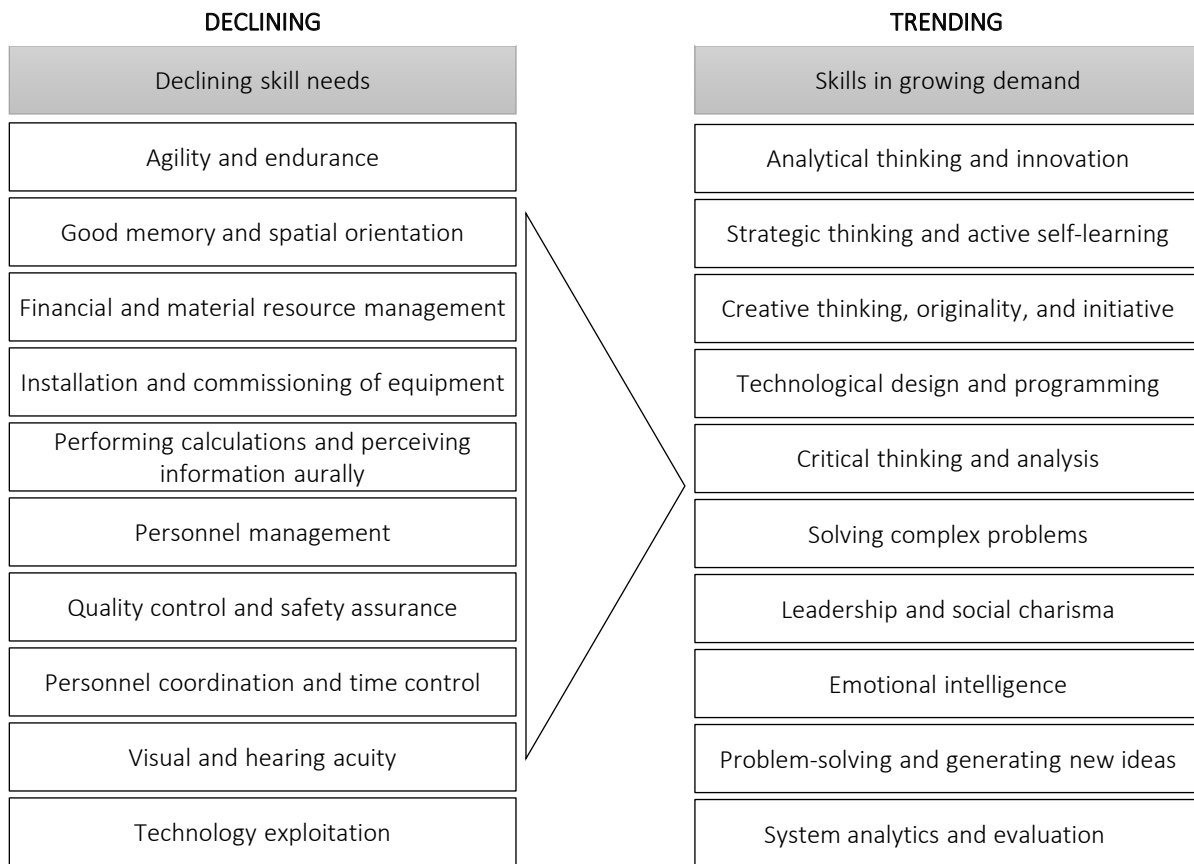 DECLINING
Declining skill needs
Agility and endurance
Good memory and spatial orientation
Financial and material resource management
Installation and commissioning of equipment
Performing calculations and perceiving
information aurally
Personnel management
Quality control and safety assurance
Personnel coordination and time control
Visual and hearing acuity
Technology exploitation
TRENDING
Skills in growing demand
Analytical thinking and innovation
Strategic thinking and active self-learning
Creative thinking, originality, and initiative
Technological design and programming
Critical thinking and analysis
Solving complex problems
Leadership and social charisma
Emotional intelligence
Problem-solving and generating new ideas
System analytics and evaluation